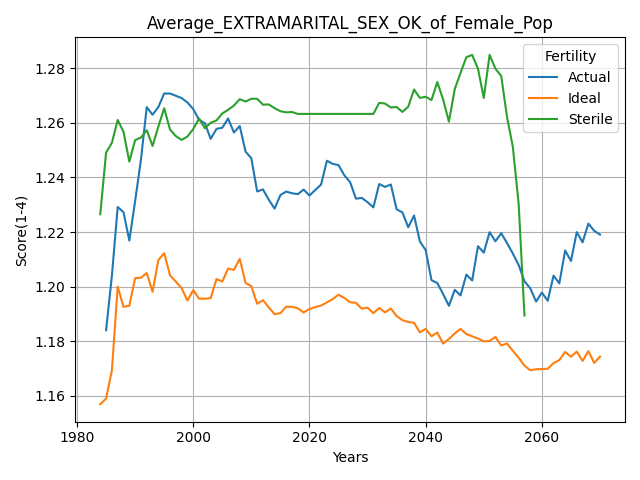 Average_EXTRAMARITAL_SEX_OK_of_Female_Pop
Fertility
Actual
Ideal
Sterile
Score(1-4)
1.28
1.26
1.24
1.22
1.20
1.18
1.16
1980
2000
2020
2040
2060
Years